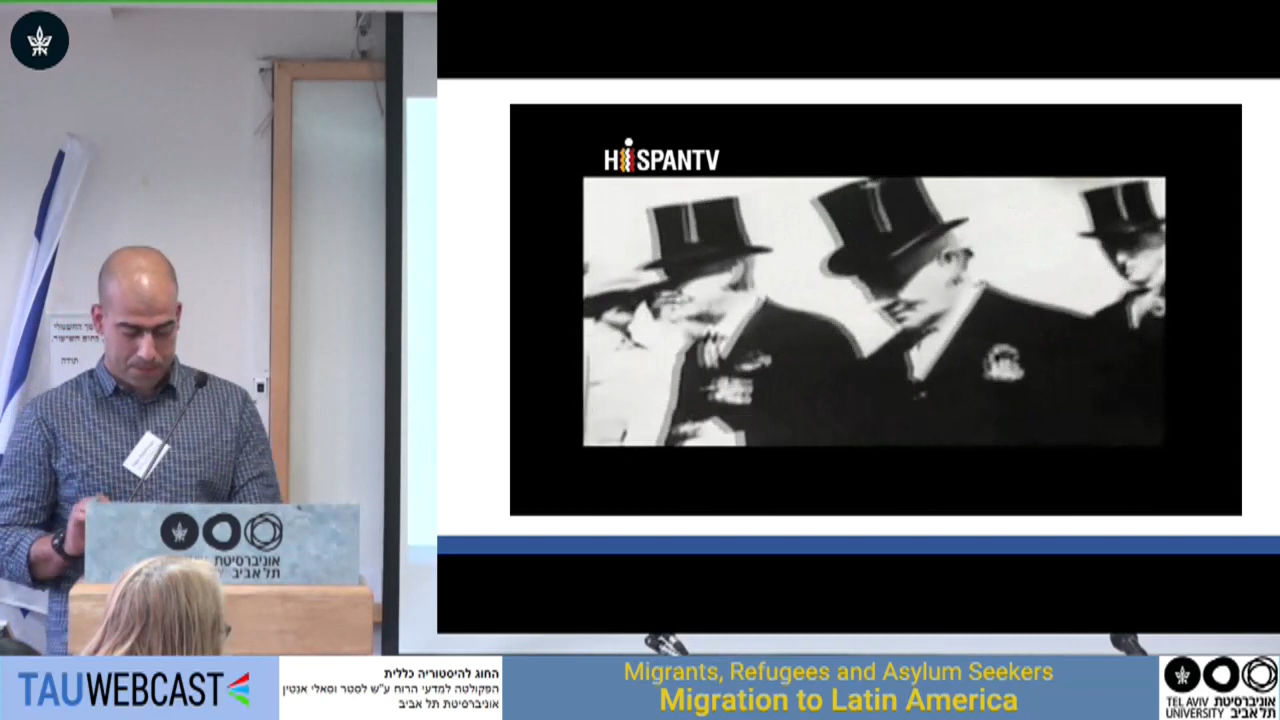 HISPANTV
תודה
אוניברסיטת
תל אביב
TAUWEBCAST
החוג להיסטוריה כללית
הפקולטה למדעי הרוח ע"ש לסטר וסאלי אנטין
אוניברסיטת תל אביב
Migrants, Refugees and Asylum Seekers
Migration to Latin America
TEL AVIV אוניברסיטת
UNIVERSITY תל אביב